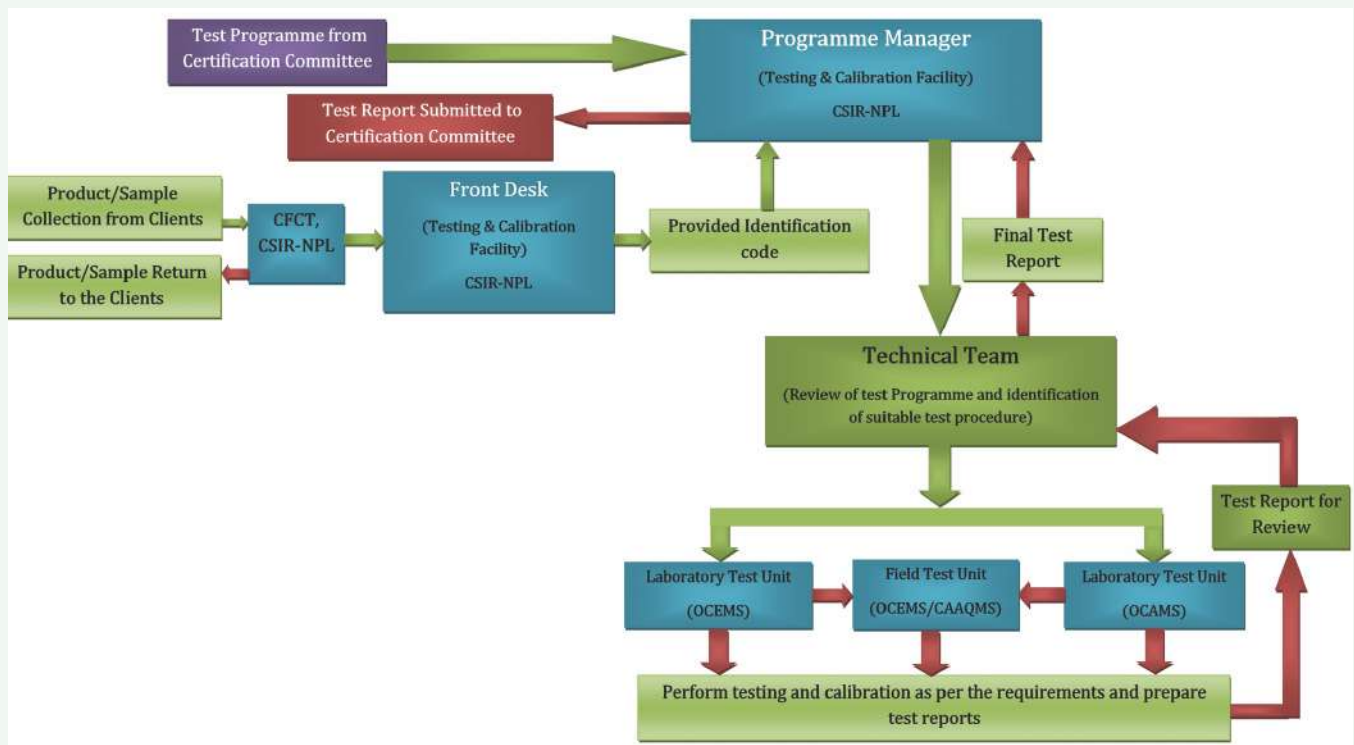 Test Programme from
Certification Committee
Programme Manager
(Testing & Calibration Facility)
CSIR-NPL
Test Report Submitted to
Certification Committee
Product/Sample
Collection from Clients
CFCT,
CSIR-NPL
Front Desk
(Testing & Calibration
Facility)
CSIR-NPL
Provided Identification
code
Final Test
Report
Product/Sample Return
to the Clients
Technical Team
(Review of test Programme and identification
of suitable test procedure)
Test Report for
Review
Laboratory Test Unit
(OCEMS)
Field Test Unit
(OCEMS/CAAQMS)
Laboratory Test Unit
(OCAMS)
Perform testing and calibration as per the requirements and prepare
test reports